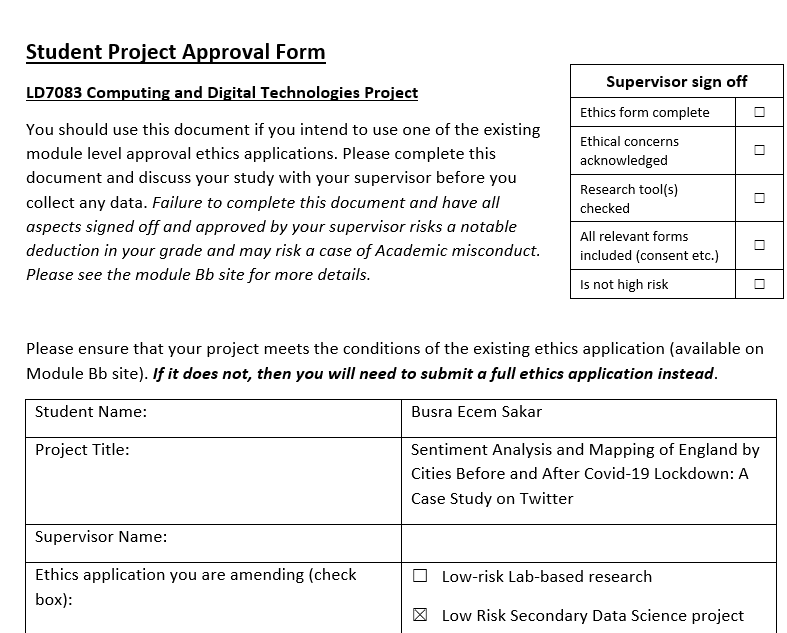 Student Project Approval Form
LD7083 Computing and Digital Technologies Project
You should use this document if you intend to use one of the existing
module level approval ethics applications. Please complete this
document and discuss your study with your supervisor before you
collect any data. Failure to complete this document and have all
aspects signed off and approved by your supervisor risks a notable
deduction in your grade and may risk a case of Academic misconduct.
Please see the module Bb site for more details.
Supervisor sign off
Ethics form complete ☐
Ethical concerns
acknowledged ☐
Research tool(s)
checked ☐
All relevant forms
included (consent etc.) ☐
Is not high risk ☐
Please ensure that your project meets the conditions of the existing ethics application (available on
Module Bb site). If it does not, then you will need to submit a full ethics application instead.
Student Name: Busra Ecem Sakar
Project Title: Sentiment Analysis and Mapping of England by
Cities Before and After Covid-19 Lockdown: A
Case Study on Twitter
Supervisor Name:
Ethics application you are amending (check
box):
☐ Low-risk Lab-based research
☒ Low Risk Secondary Data Science project